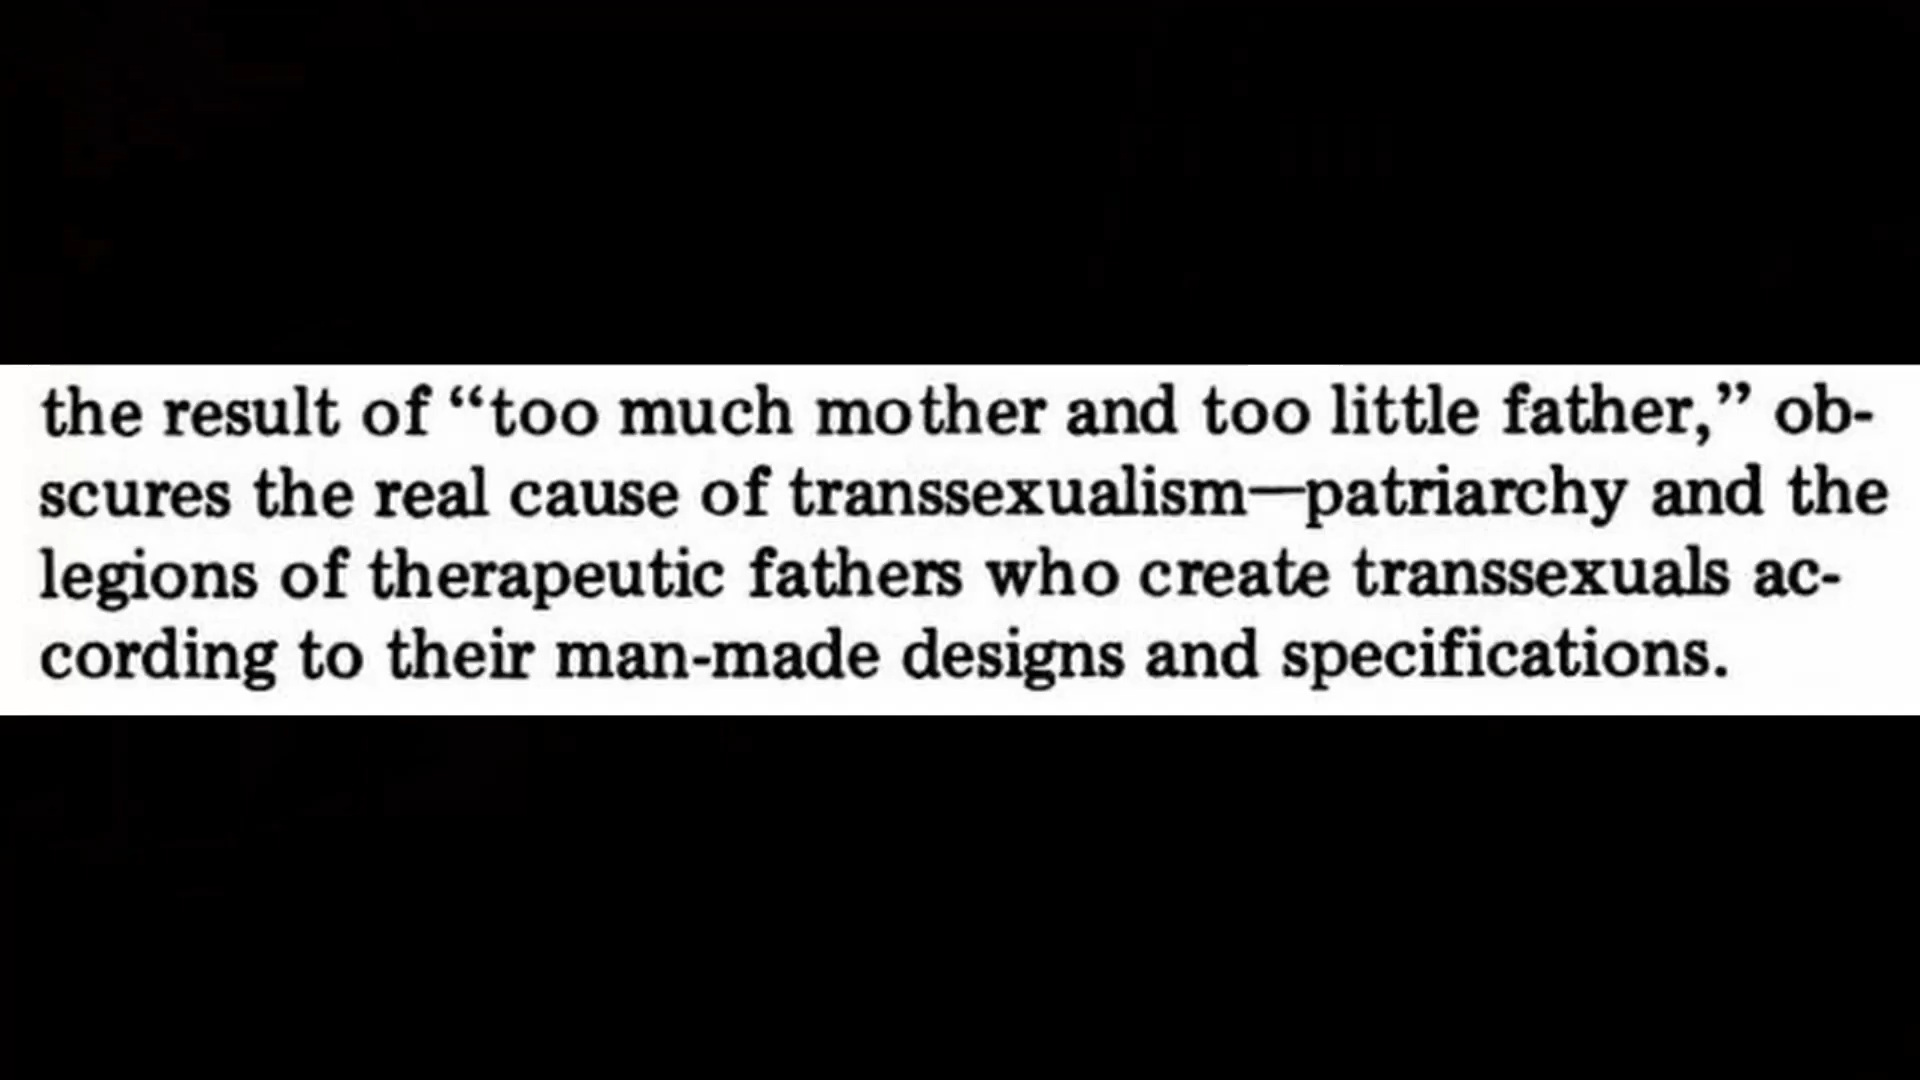 the result of “too much mother and too little father,” ob-
scures the real cause of transsexualism—patriarchy and the
legions of therapeutic fathers who create transsexuals ac-
cording to their man-made designs and specifications.